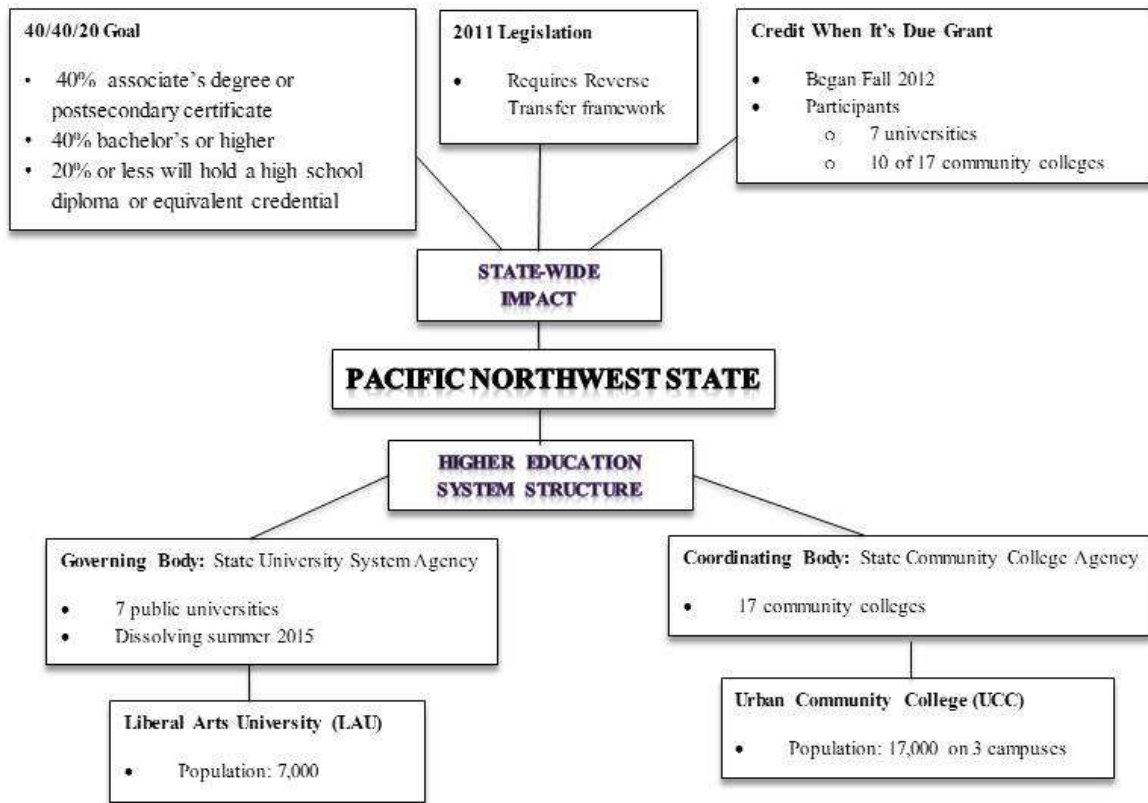 40/40/20 Goal
• 40% associate's degree or
postsecondary certificate
• 40% bachelor's or higher
• 20% or less will hold a high school
diploma or equivalent credential
2011 Legislation
• Requires Reverse
Transfer framework
Credit When It's Due Grant
• Began Fall 2012
• Participants
o 7 universities
o 10 of 17 community colleges
STATE-WIDE
IMPACT
PACIFIC NORTHWEST STATE
HIGHER EDUCATION
SYSTEM STRUCTURE
Governing Body: State University System Agency
• 7 public universities
• Dissolving summer 2015
Coordinating Body: State Community College Agency
• 17 community colleges
Liberal Arts University (LAU)
• Population: 7,000
Urban Community College (UCC)
• Population: 17,000 on 3 campuses